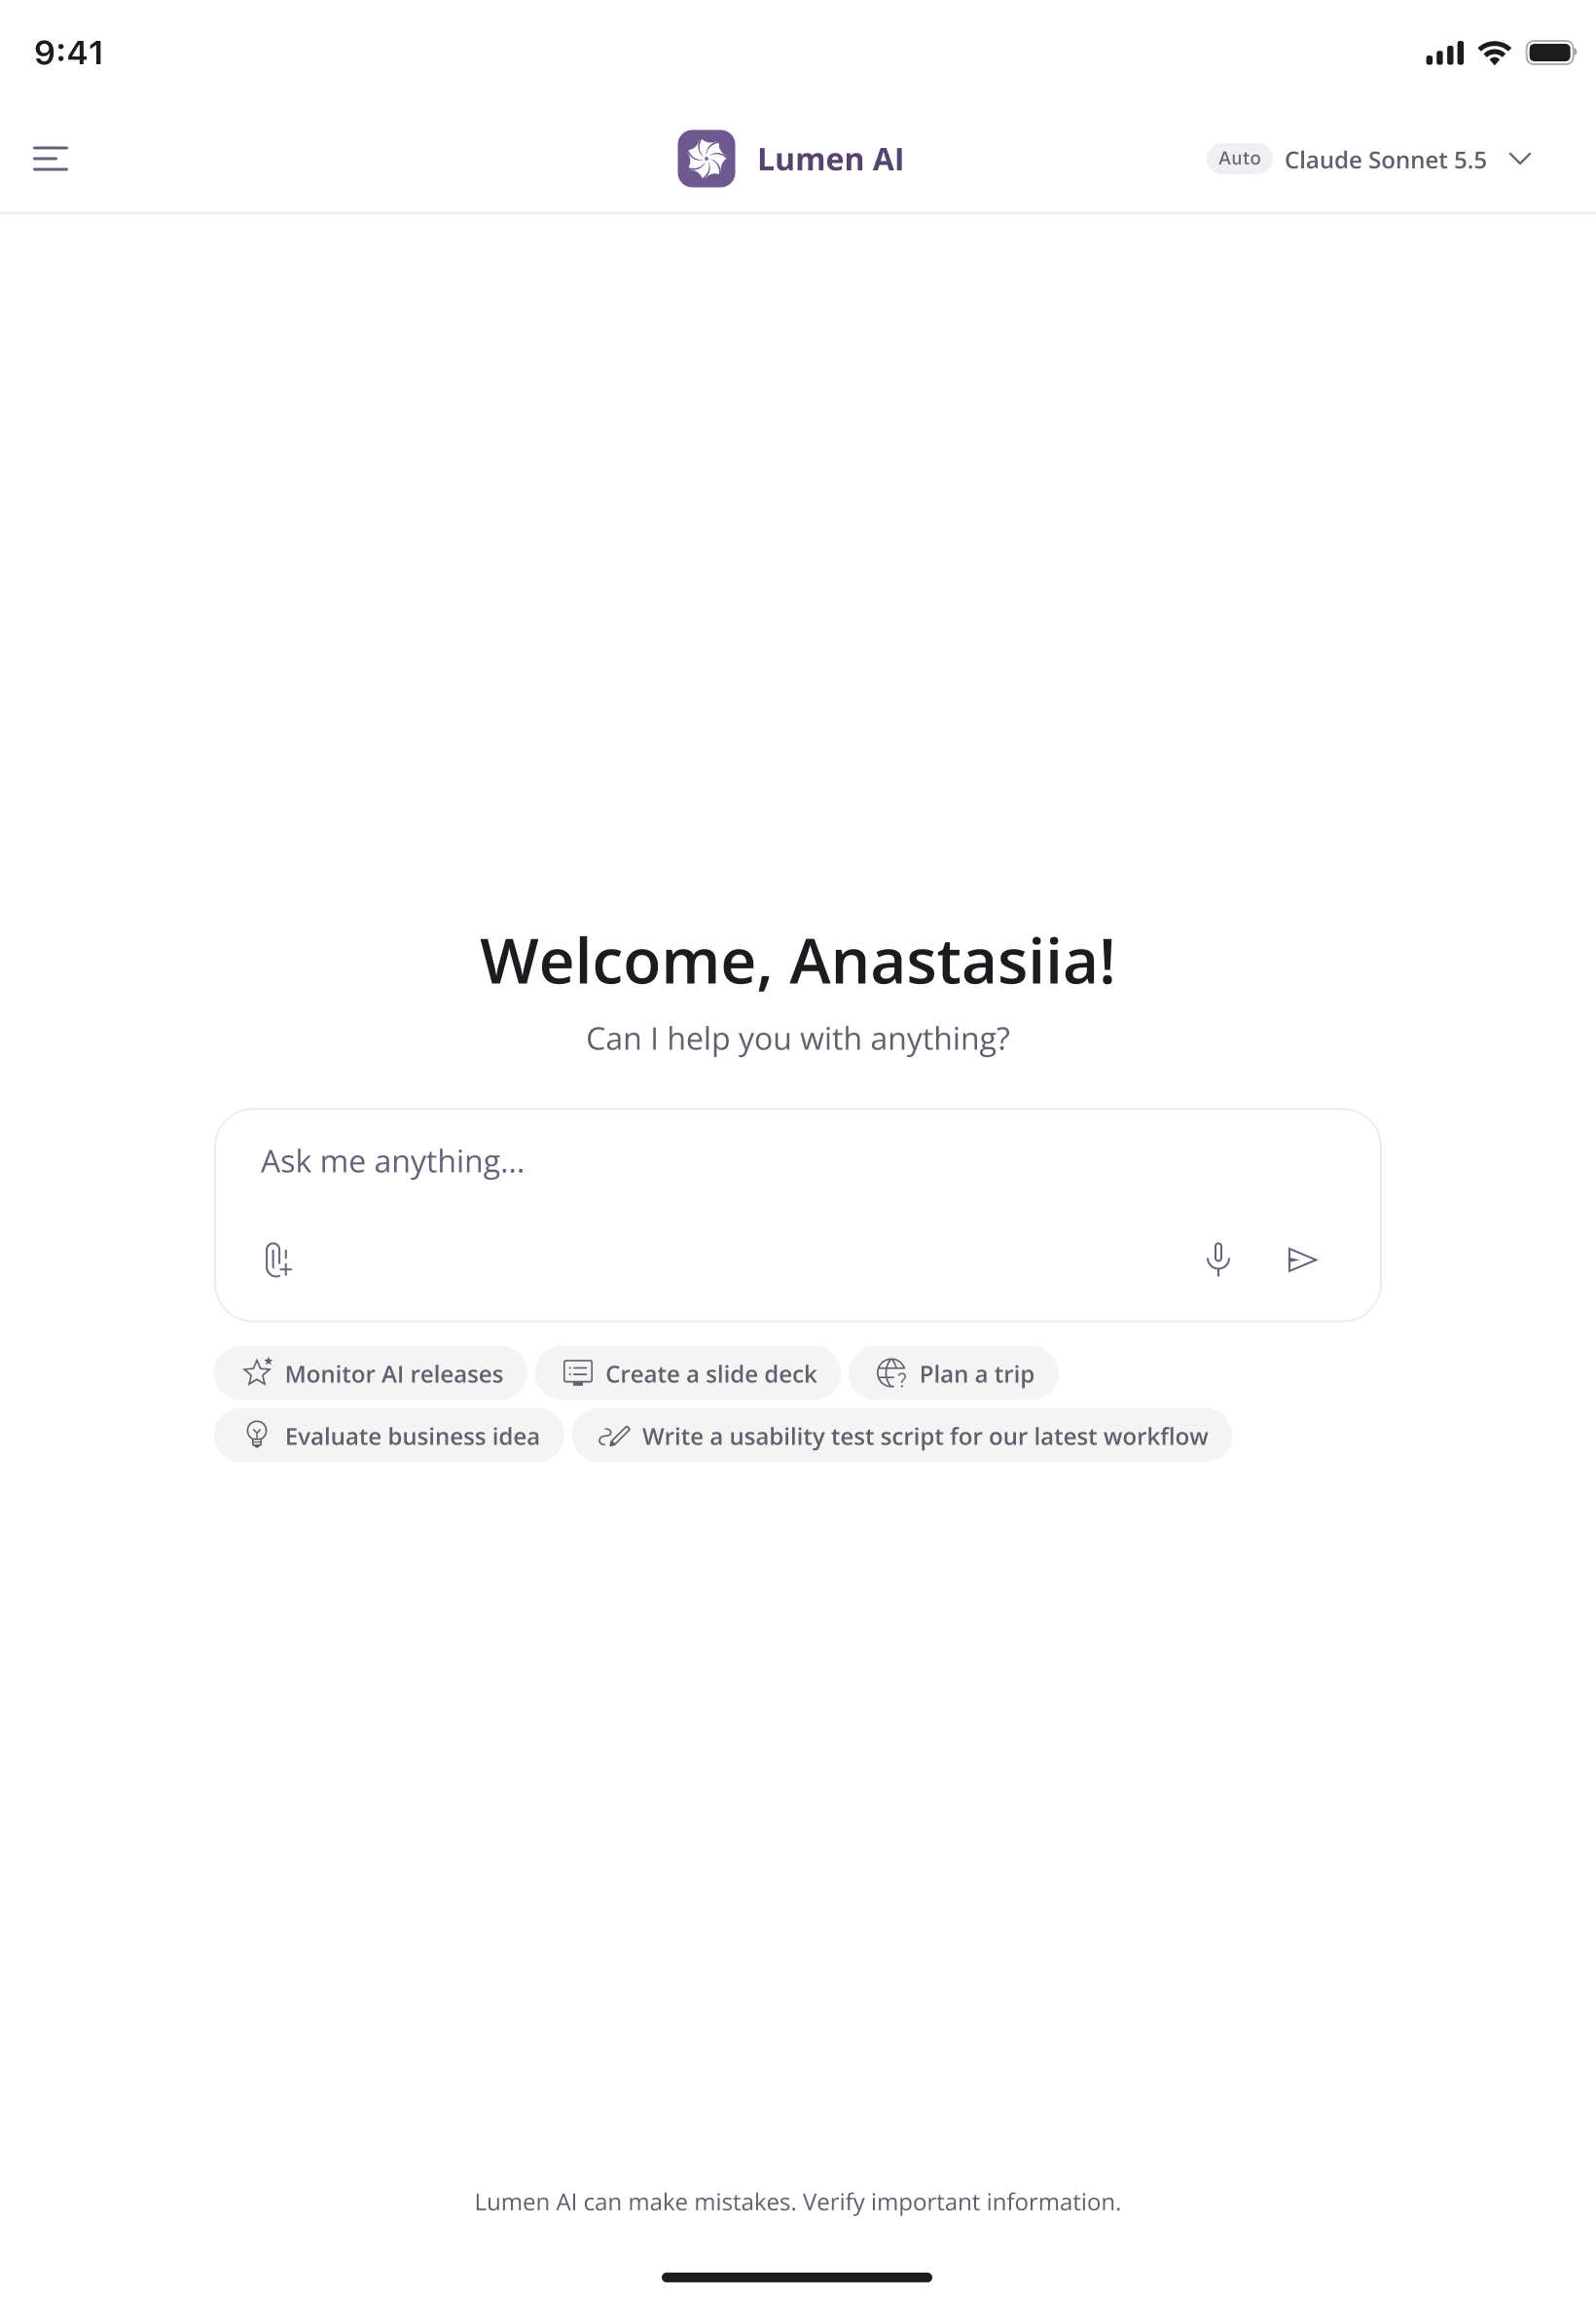 9:41
Lumen AI
Auto Claude Sonnet 5.5
Welcome, Anastasiia!
Can I help you with anything?
Ask me anything...
Monitor AI releases
Create a slide deck
Plan a trip
Evaluate business idea
Write a usability test script for our latest workflow
Lumen AI can make mistakes. Verify important information.